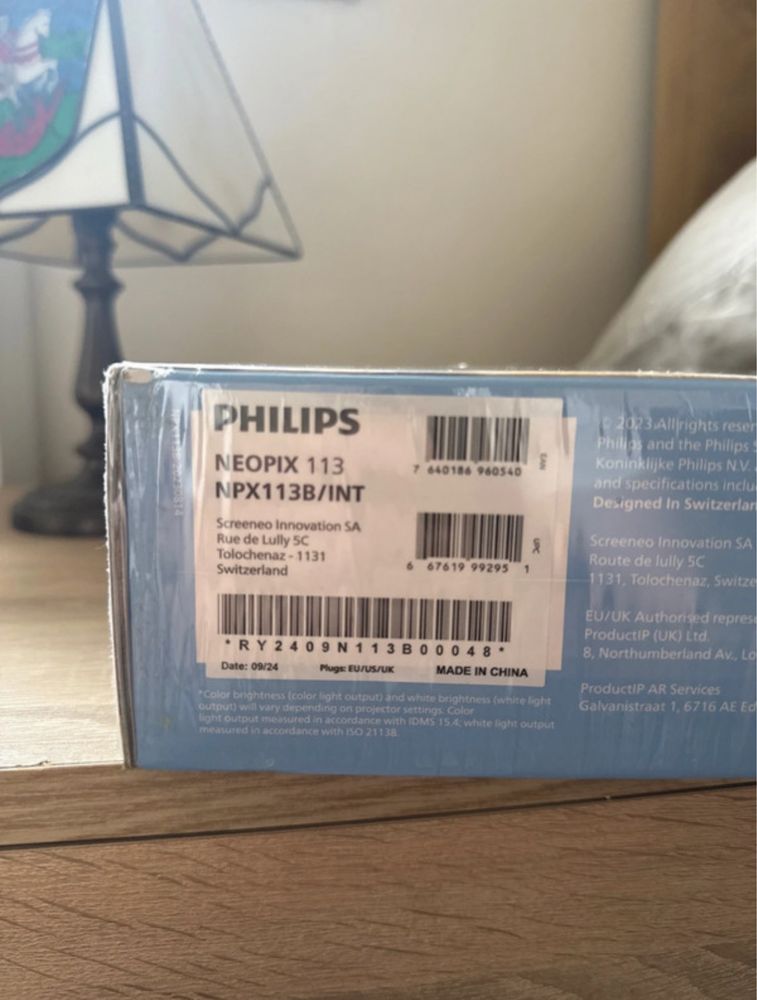 PHILIPS
NEOPIX 113
NPX113B/INT
Screeneo Innovation SA
Rue de Lully 5C
Tolochenaz - 1131
Switzerland
7 640186 960540
EAN
6 67619 99295 1
UPC
*RY2409N113B00048*
Date: 09/24
Plugs: EU/US/UK
MADE IN CHINA
*Color brightness (color light output) and white brightness (white light
output) will vary depending on projector settings. Color
light output measured in accordance with IDMS 15.4; white light output
measured in accordance with ISO 21118.
© 2023 All rights reser
Philips and the Philips S
Koninklijke Philips N.V.
and specifications inclu
Designed In Switzerlan
Screeneo Innovation SA
Route de lully 5C
1131, Tolochenaz, Switze
EU/UK Authorised repres
ProductIP (UK) Ltd.
8, Northumberland Av., Lo
ProductIP AR Services
Galvanistraat 1, 6716 AE Ed